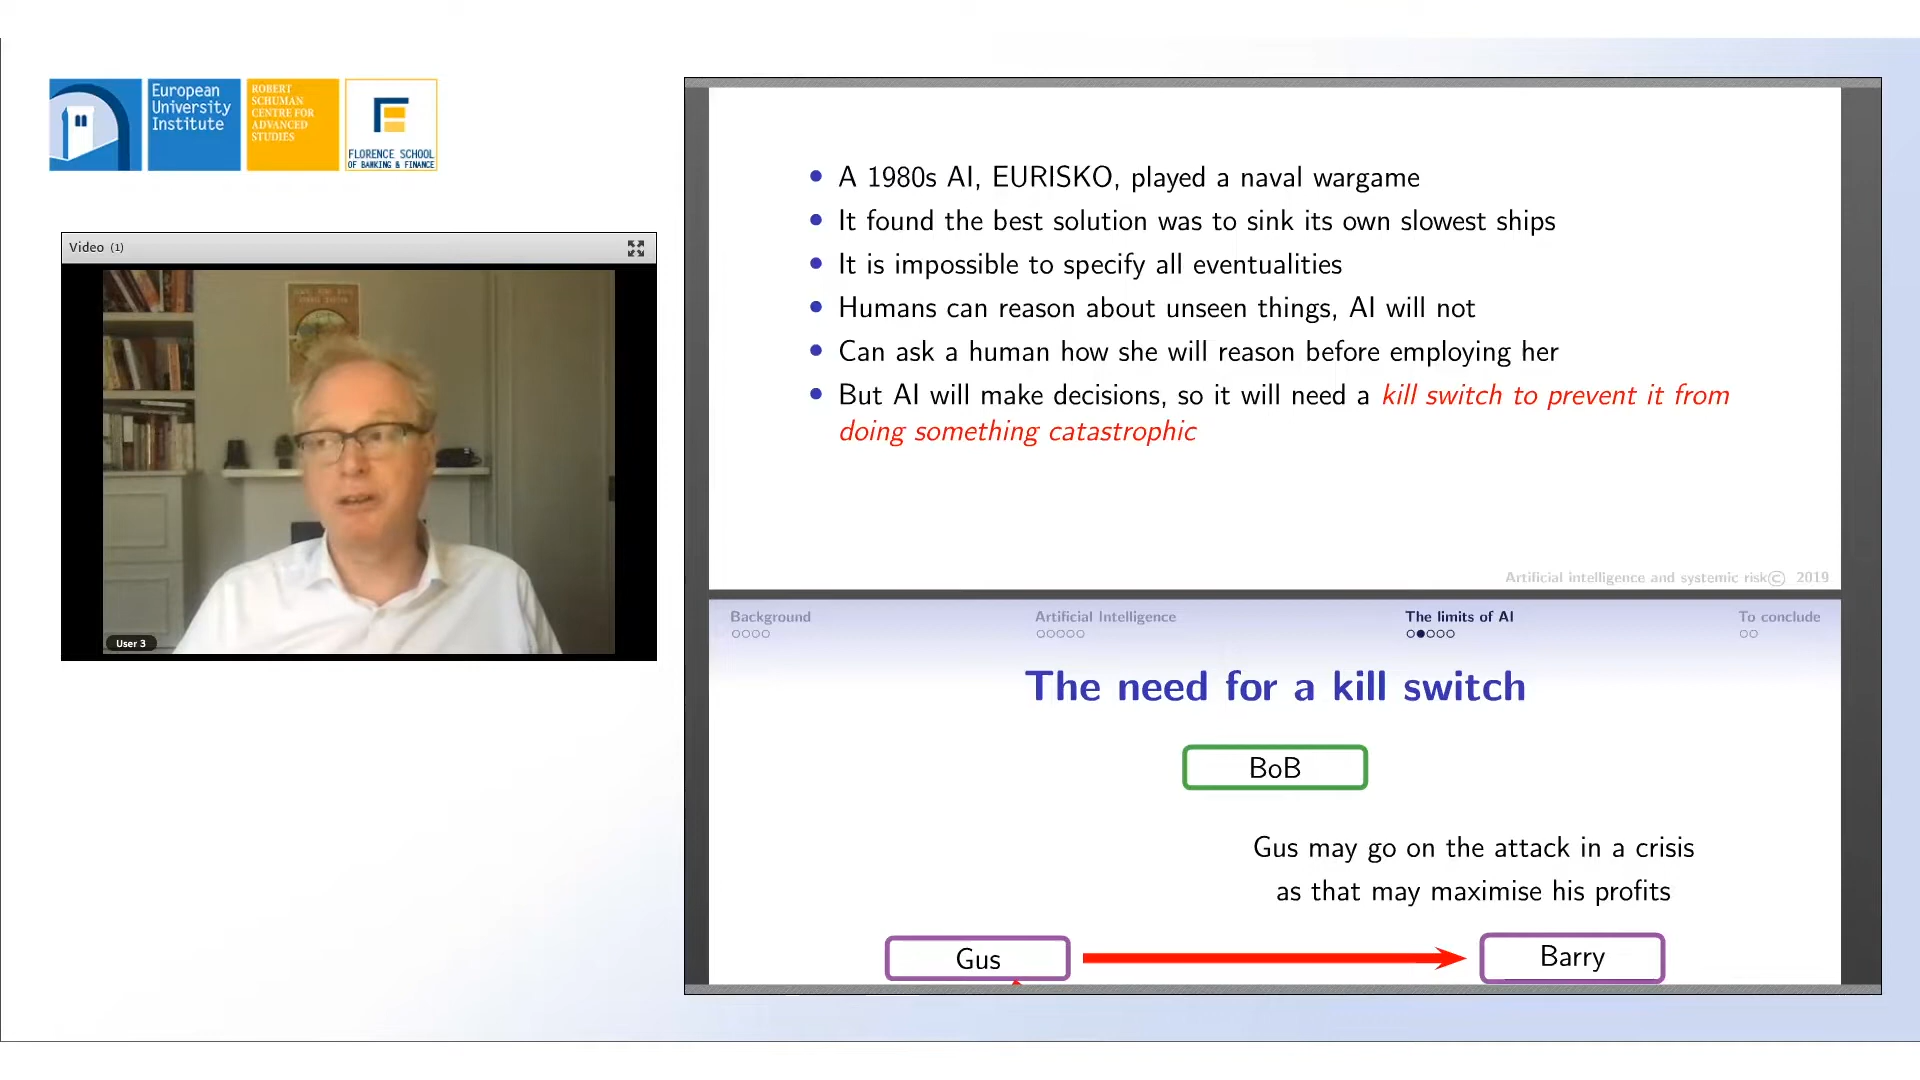 European
University
Institute
ROBERT
SCHUMAN
CENTRE FOR
ADVANCED
STUDIES
FLORENCE SCHOOL
OF BANKING & FINANCE
Video (1)
User 3
A 1980s AI, EURISKO, played a naval wargame
It found the best solution was to sink its own slowest ships
It is impossible to specify all eventualities
Humans can reason about unseen things, AI will not
Can ask a human how she will reason before employing her
But AI will make decisions, so it will need a kill switch to prevent it from
doing something catastrophic
Artificial intelligence and systemic risk© 2019
Background
Artificial Intelligence
The limits of AI
To conclude
The need for a kill switch
BoB
Gus may go on the attack in a crisis
as that may maximise his profits
Gus
Barry